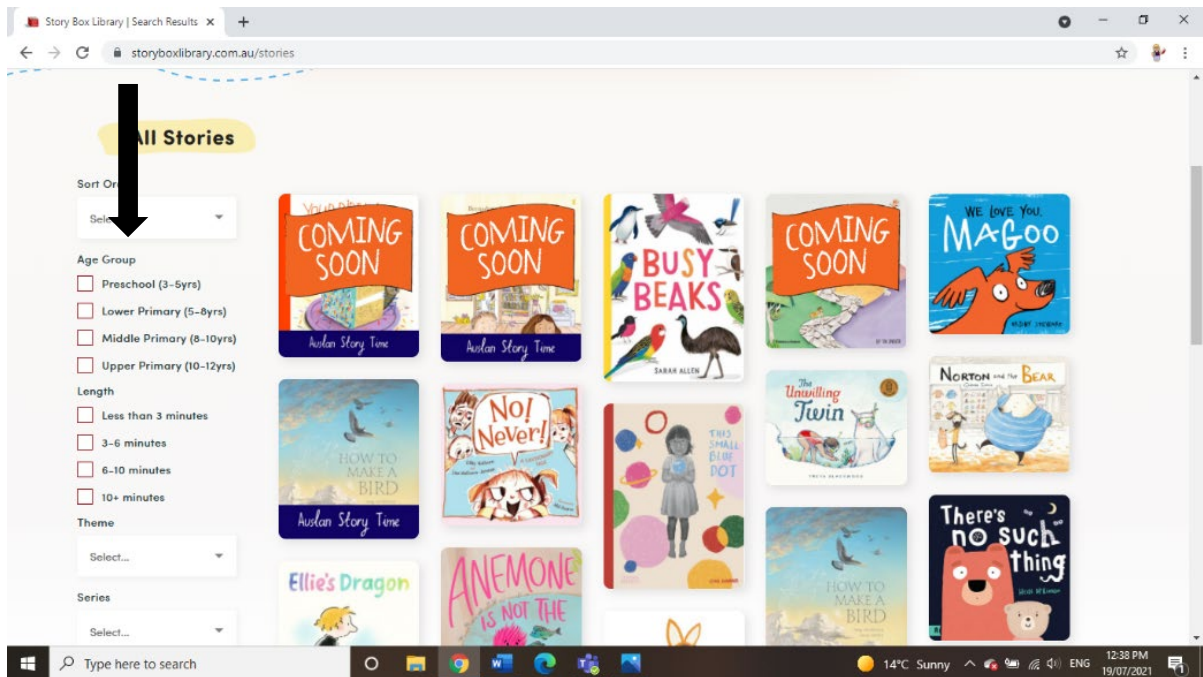 Story Box Library | Search Results
storyboxlibrary.com.au/stories
All Stories
Sort Or
Sele
Age Group
Preschool (3-5yrs)
Lower Primary (5-8yrs)
Middle Primary (8-10yrs)
Upper Primary (10-12yrs)
Length
Less than 3 minutes
3-6 minutes
6-10 minutes
10+ minutes
Theme
Select...
Series
Select...
COMING
SOON
Auslan Story Time
COMING
SOON
Auslan Story Time
BUSY
BEAKS
SARAH ALLEN
COMING
SOON
WE LOVE YOU,
MAGOO
HOW TO
MAKE A
BIRD
Auslan Story Time
No!
Never!
THIS
SMALL
BLUE
DOT
The
Unwilling
Twin
NORTON and the BEAR
Ellie's Dragon
ANEMONE
IS NOT THE
HOW TO
MAKE A
BIRD
There's
no such
thing
Type here to search
14°C Sunny
ENG
12:38 PM
19/07/2021